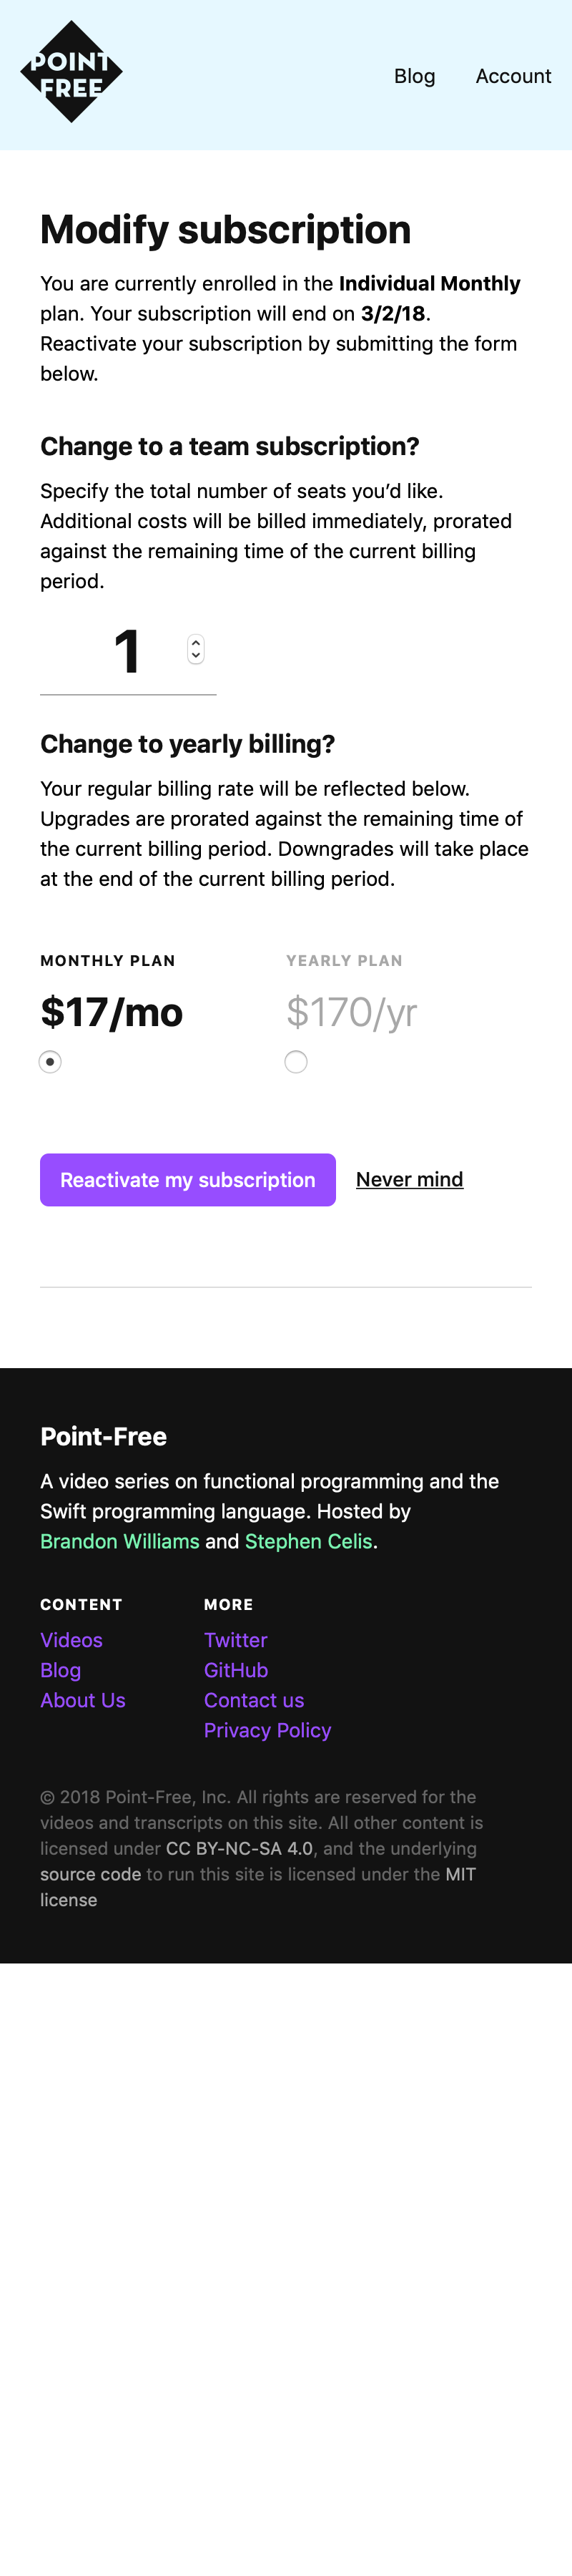 POINT
FREE
Blog
Account
Modify subscription
You are currently enrolled in the Individual Monthly
plan. Your subscription will end on 3/2/18.
Reactivate your subscription by submitting the form
below.
Change to a team subscription?
Specify the total number of seats you’d like.
Additional costs will be billed immediately, prorated
against the remaining time of the current billing
period.
1
Change to yearly billing?
Your regular billing rate will be reflected below.
Upgrades are prorated against the remaining time of
the current billing period. Downgrades will take place
at the end of the current billing period.
MONTHLY PLAN
$17/mo
YEARLY PLAN
$170/yr
Reactivate my subscription
Never mind
Point-Free
A video series on functional programming and the
Swift programming language. Hosted by
Brandon Williams and Stephen Celis.
CONTENT
Videos
Blog
About Us
MORE
Twitter
GitHub
Contact us
Privacy Policy
© 2018 Point-Free, Inc. All rights are reserved for the
videos and transcripts on this site. All other content is
licensed under CC BY-NC-SA 4.0, and the underlying
source code to run this site is licensed under the MIT
license